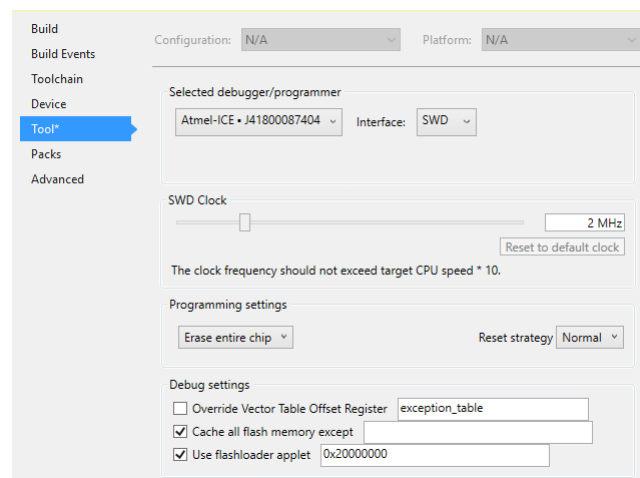 Build
Build Events
Toolchain
Device
Tool*
Packs
Advanced
Configuration: N/A Platform: N/A
Selected debugger/programmer
Atmel-ICE • J41800087404 Interface: SWD
SWD Clock
2 MHz
Reset to default clock
The clock frequency should not exceed target CPU speed * 10.
Programming settings
Erase entire chip Reset strategy Normal
Debug settings
Override Vector Table Offset Register exception_table
Cache all flash memory except
Use flashloader applet 0x20000000